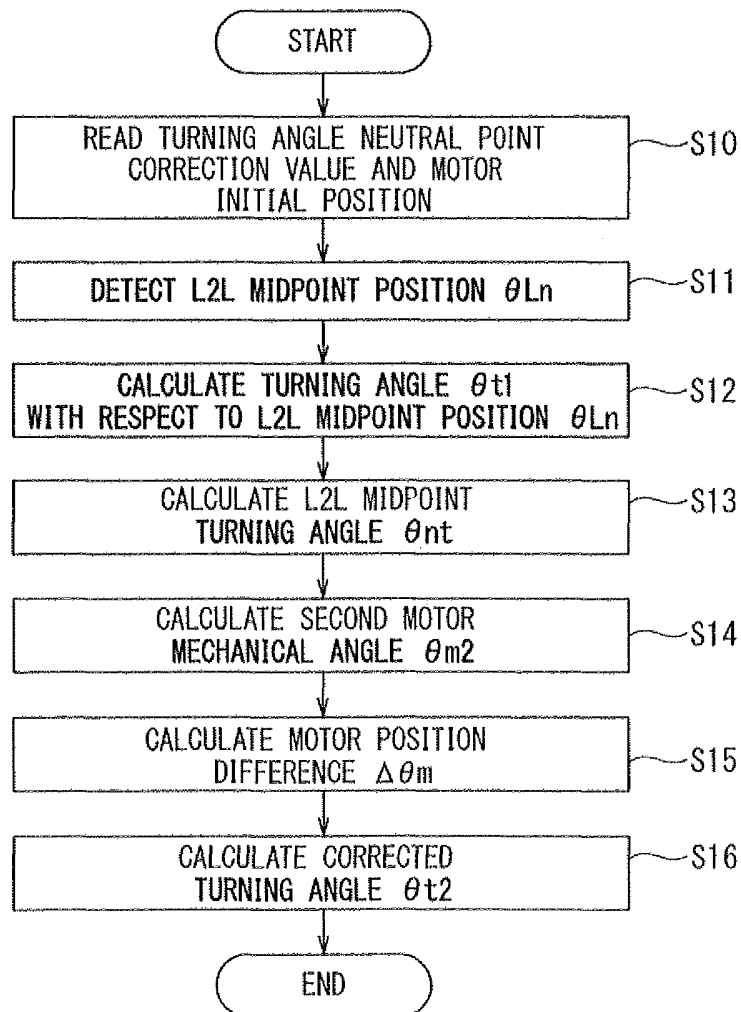 START
READ TURNING ANGLE NEUTRAL POINT
CORRECTION VALUE AND MOTOR
INITIAL POSITION
S10
DETECT L2L MIDPOINT POSITION θLn
S11
CALCULATE TURNING ANGLE θt1
WITH RESPECT TO L2L MIDPOINT POSITION θLn
S12
CALCULATE L2L MIDPOINT
TURNING ANGLE θnt
S13
CALCULATE SECOND MOTOR
MECHANICAL ANGLE θm2
S14
CALCULATE MOTOR POSITION
DIFFERENCE Δθm
S15
CALCULATE CORRECTED
TURNING ANGLE θt2
S16
END